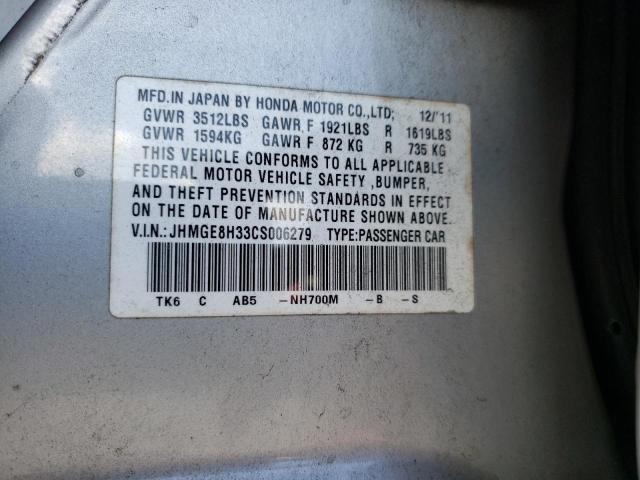 MFD.IN JAPAN BY HONDA MOTOR CO.,LTD; 12/'11
GVWR 3512LBS GAWR F 1921LBS R 1619LBS
GVWR 1594KG GAWR F 872 KG R 735 KG
THIS VEHICLE CONFORMS TO ALL APPLICABLE
FEDERAL MOTOR VEHICLE SAFETY ,BUMPER,
AND THEFT PREVENTION STANDARDS IN EFFECT
ON THE DATE OF MANUFACTURE SHOWN ABOVE.
V.I.N.:JHMGE8H33CS006279 TYPE:PASSENGER CAR
TK6 C AB5 -NH700M -B -S